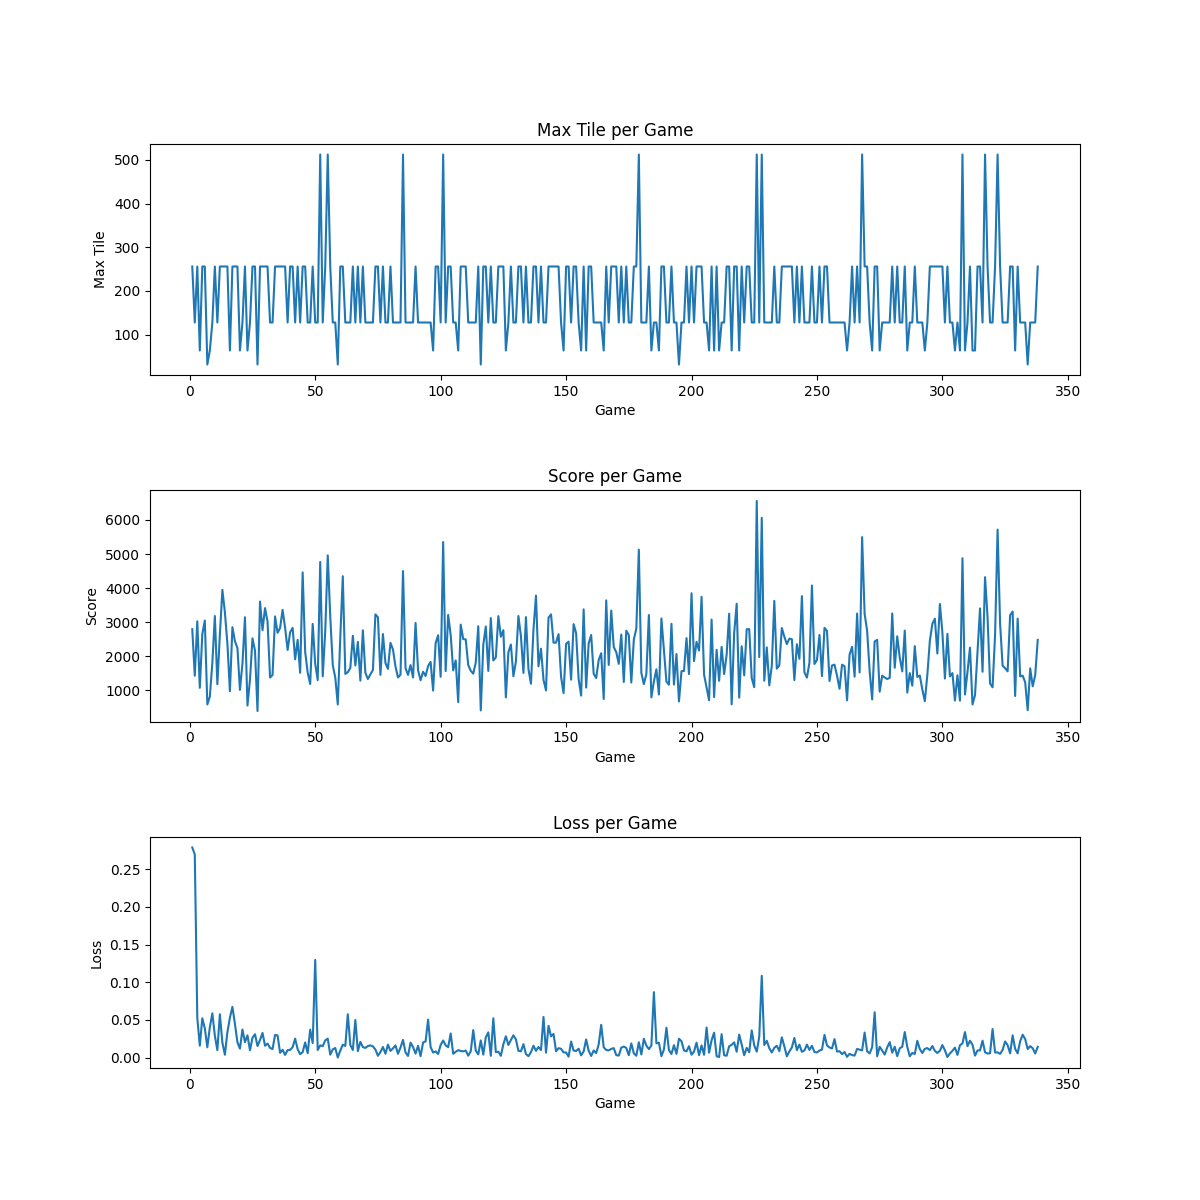 Max Tile per Game
500
400
300
200
100
Max Tile
0 50 100 150 200 250 300 350
Game
Score per Game
6000
5000
4000
3000
2000
1000
Score
0 50 100 150 200 250 300 350
Game
Loss per Game
0.25
0.20
0.15
0.10
0.05
0.00
Loss
0 50 100 150 200 250 300 350
Game